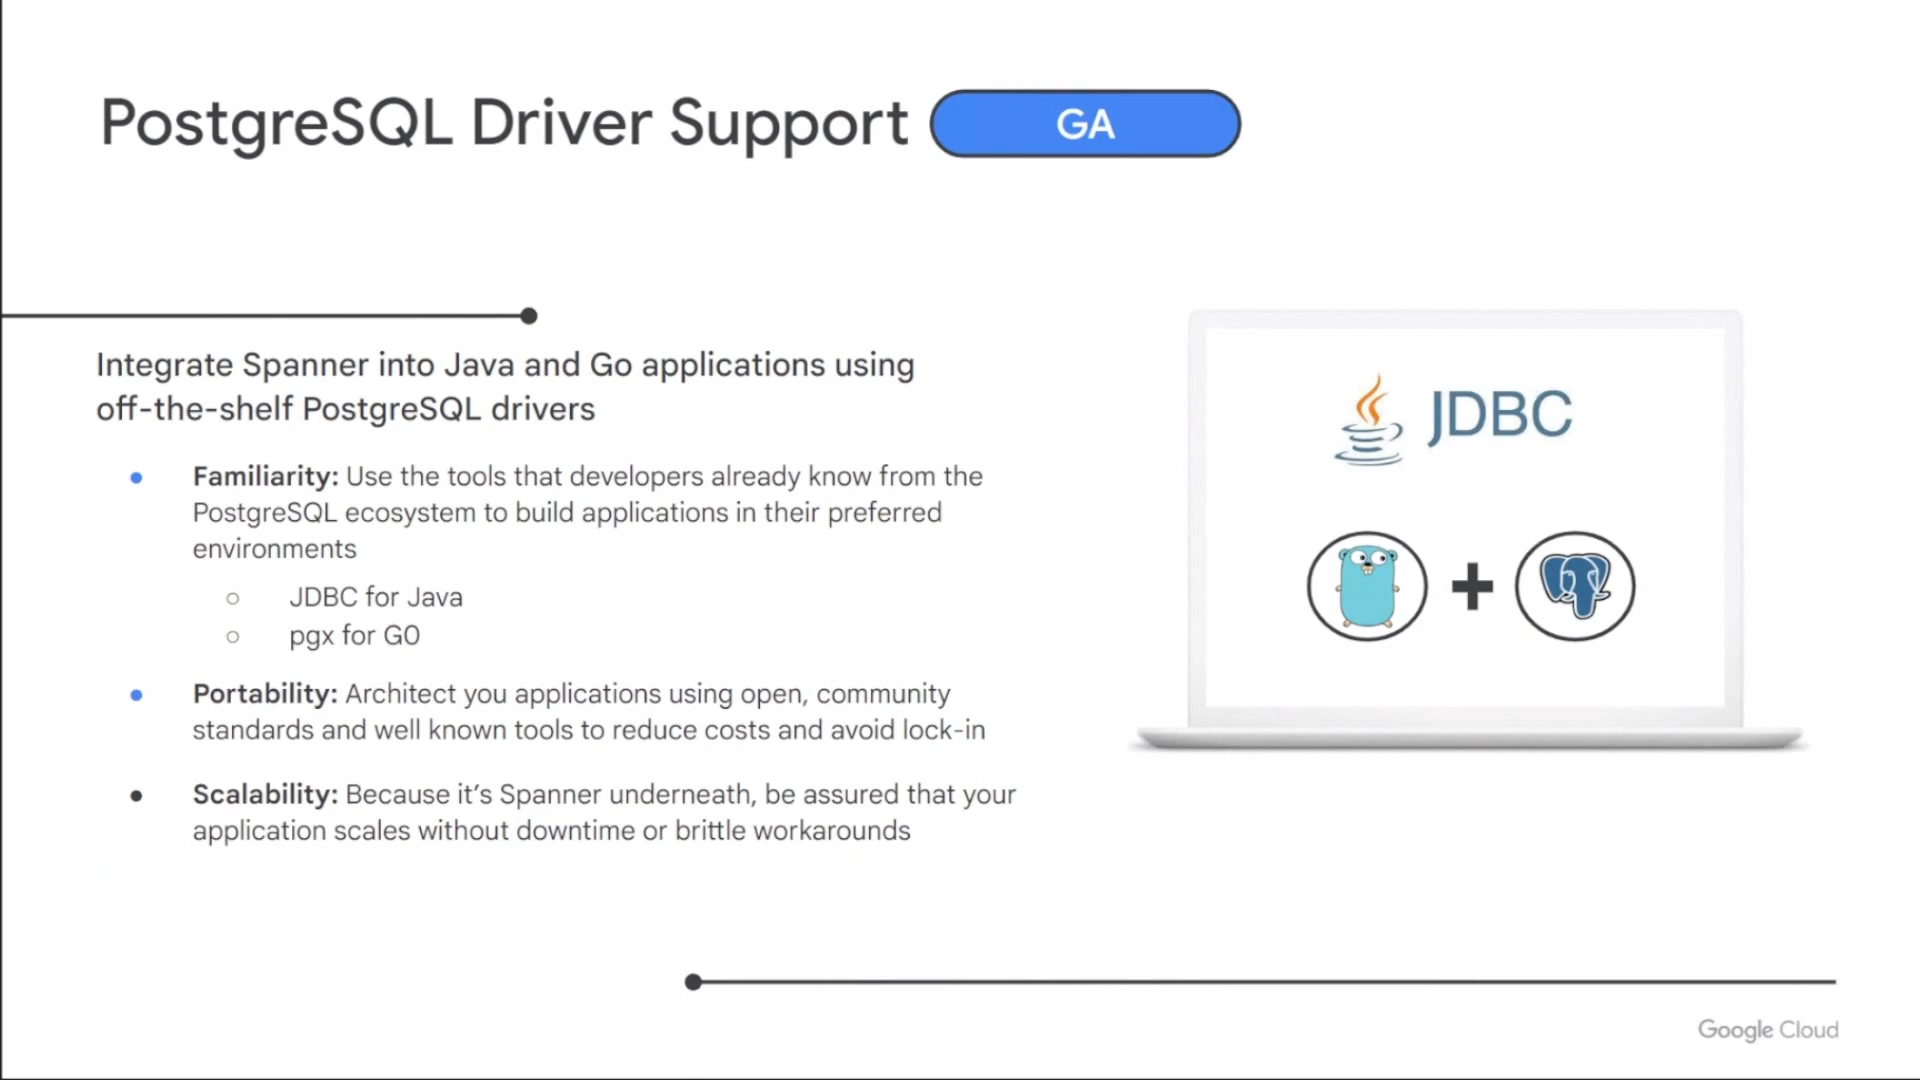 PostgreSQL Driver Support GA
Integrate Spanner into Java and Go applications using
off-the-shelf PostgreSQL drivers
● Familiarity: Use the tools that developers already know from the
PostgreSQL ecosystem to build applications in their preferred
environments
○ JDBC for Java
○ pgx for GO
● Portability: Architect you applications using open, community
standards and well known tools to reduce costs and avoid lock-in
● Scalability: Because it’s Spanner underneath, be assured that your
application scales without downtime or brittle workarounds
JDBC
+
Google Cloud